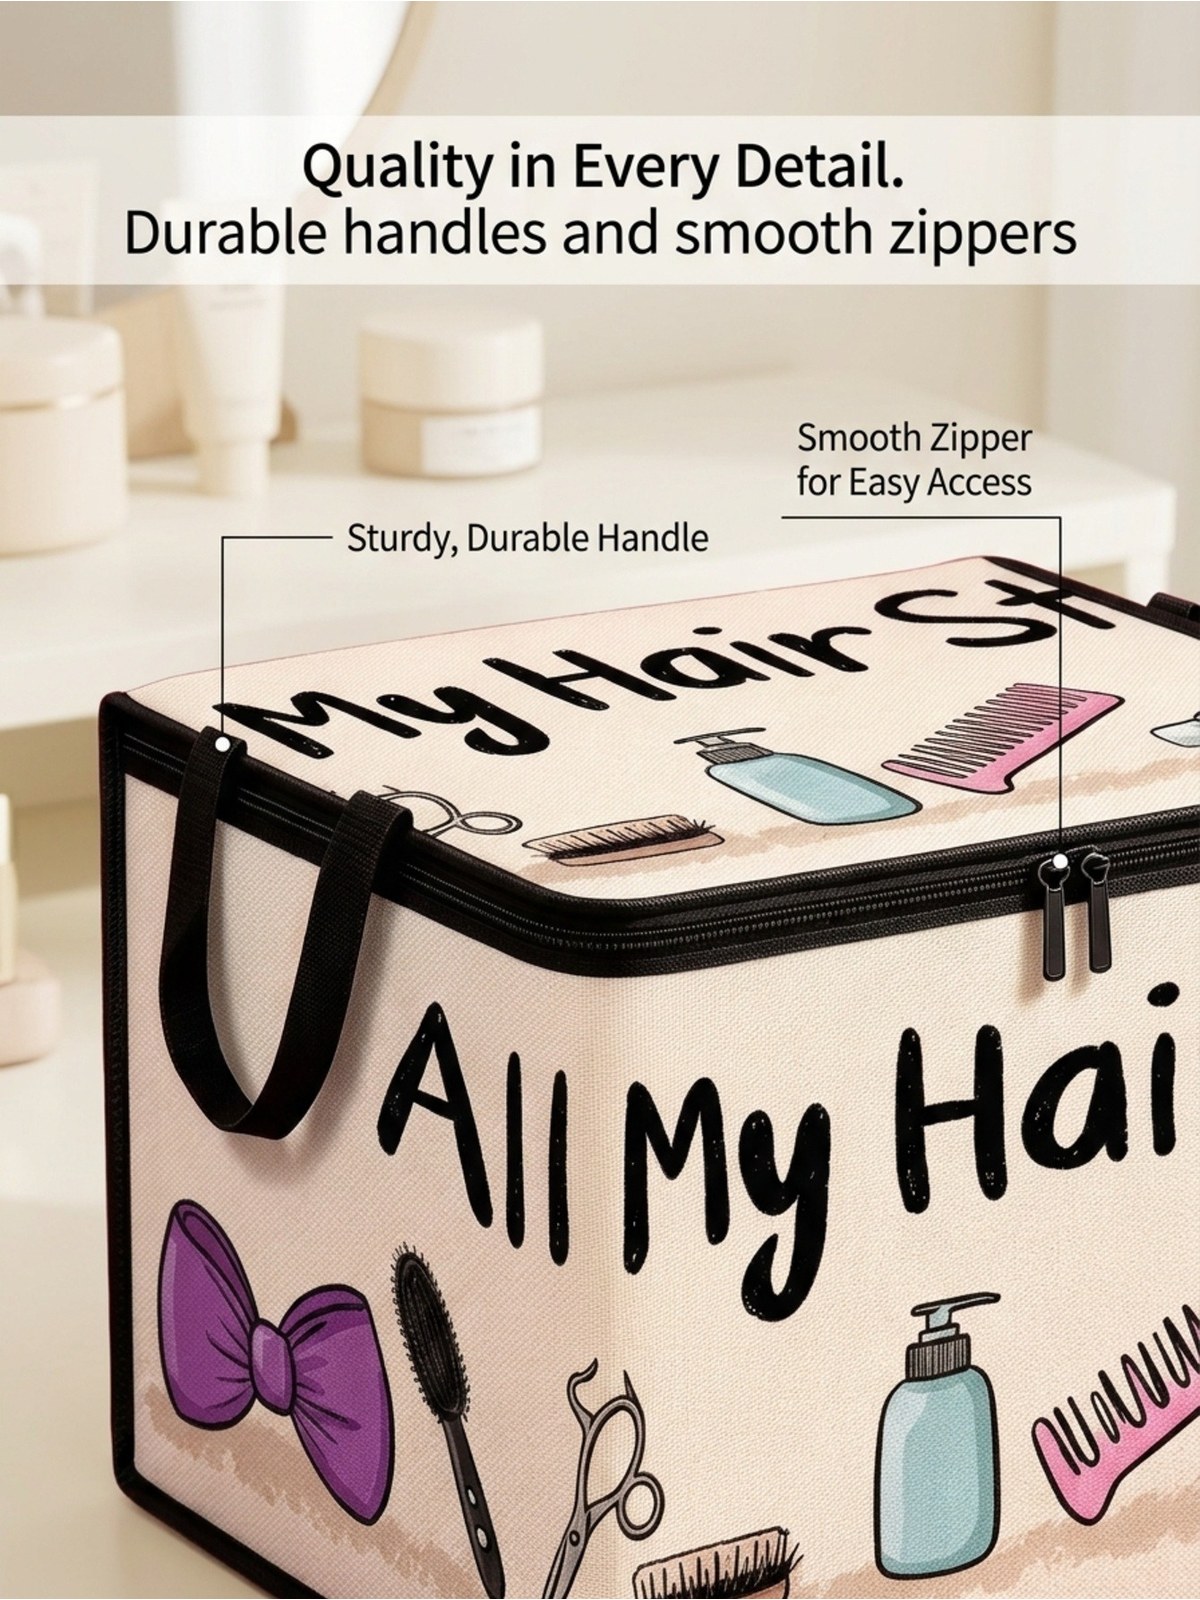 Quality in Every Detail.
Durable handles and smooth zippers
Smooth Zipper
for Easy Access
Sturdy, Durable Handle
My Hair St
All My Hai